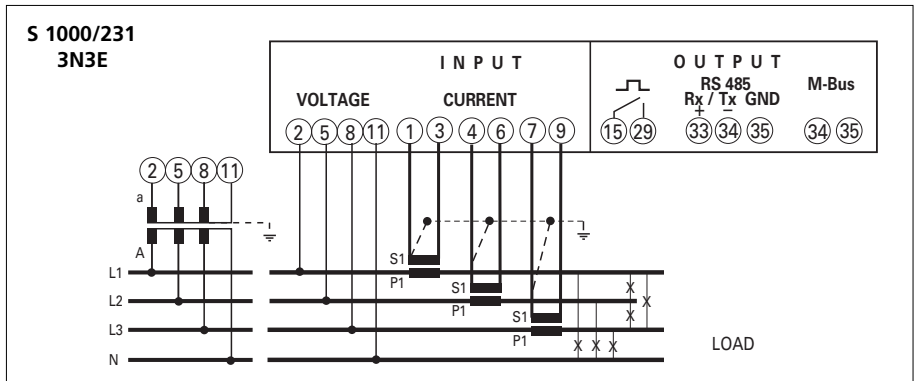 S 1000/231
3N3E
INPUT
OUTPUT
VOLTAGE
CURRENT
RS 485
Rx / Tx GND
+ –
M-Bus
2 5 8 11 1 3 4 6 7 9
15 29 33 34 35 34 35
2 5 8 11
a
A
S1
P1
S1
P1
S1
P1
L1
L2
L3
N
X
X
X
X X X
LOAD